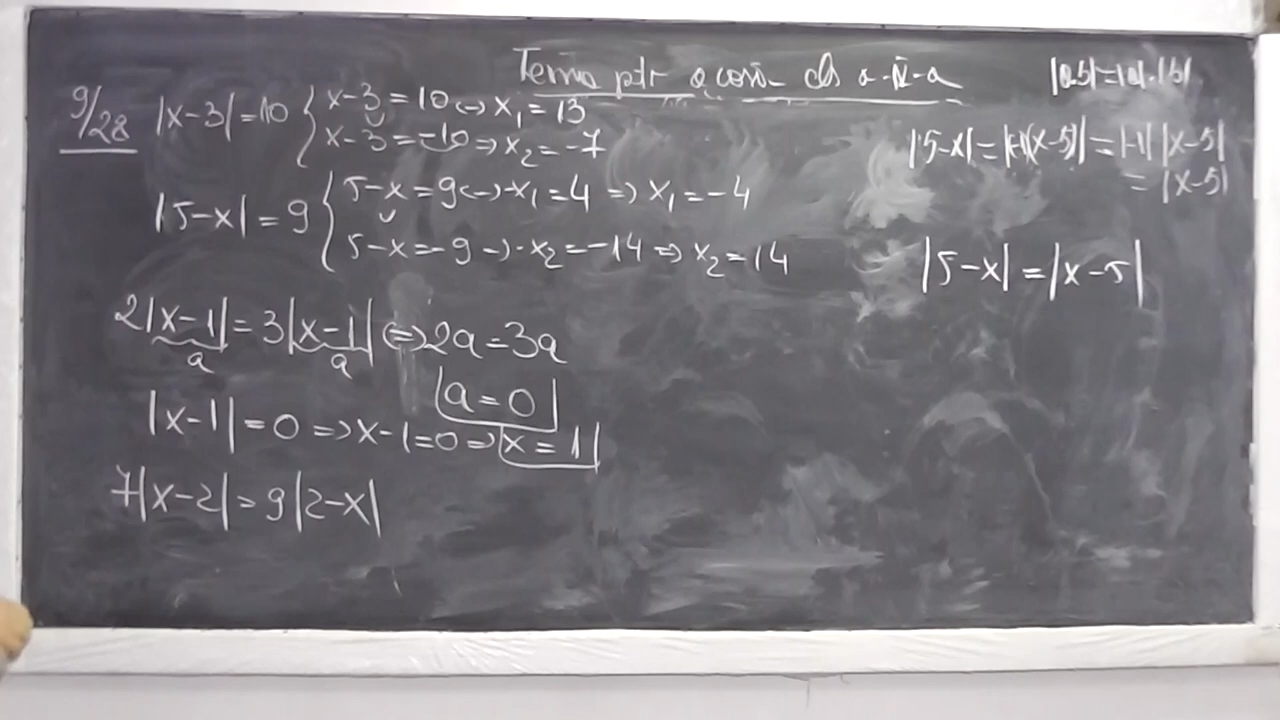 Temă ptr acasă cls a-V-a
9/28 |x-3|=10 { x-3=10 => x₁=13
x-3=-10 => x₂=-7
|5-x|=9 { 5-x=9 => -x₁=4 => x₁=-4
5-x=-9 => -x₂=-14 => x₂=14
2|x-1|=3|x-1| <=> 2a=3a
a a
a=0
|x-1|=0 => x-1=0 => x=1
7|x-2|=9|2-x|
|a.b|=|a|.|b|
|5-x|=|-1(x-5)|=|-1||x-5|
=|x-5|
|5-x|=|x-5|